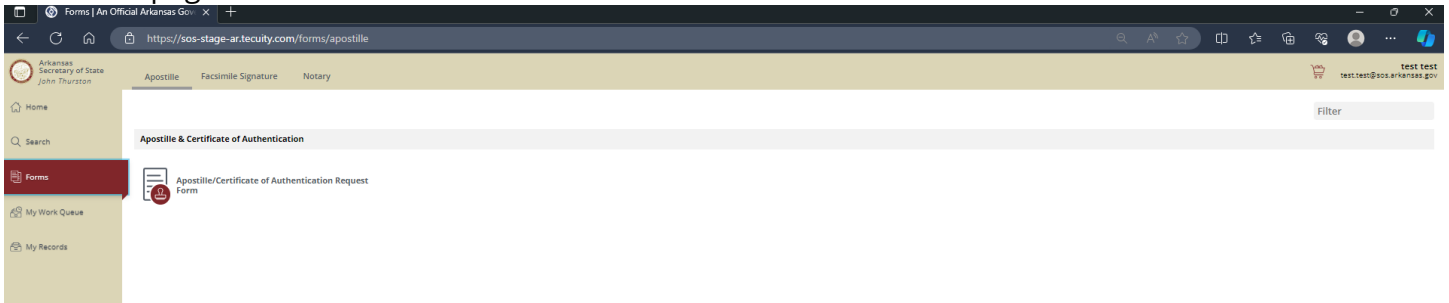 Forms | An Official Arkansas Gov
https://sos-stage-ar.tecuity.com/forms/apostille
Arkansas
Secretary of State
John Thurston
Apostille Facsimile Signature Notary
test test
test.test@sos.arkansas.gov
Home
Filter
Search
Apostille & Certificate of Authentication
Forms
Apostille/Certificate of Authentication Request
Form
My Work Queue
My Records